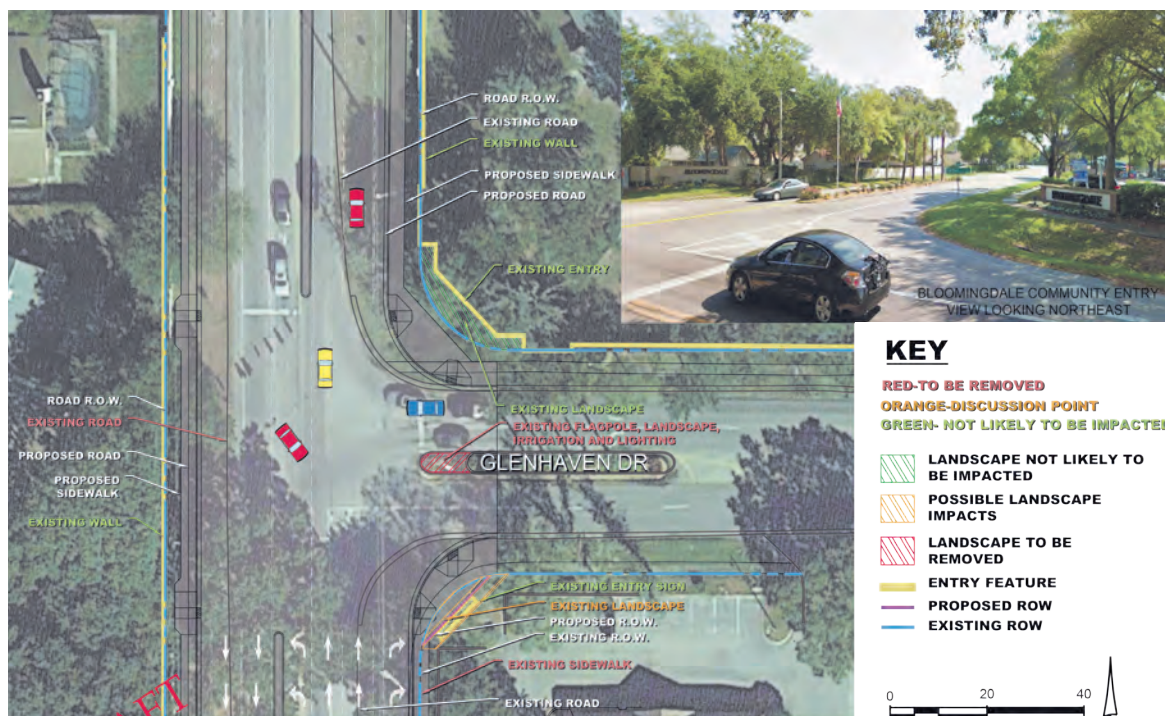 ROAD R.O.W.
EXISTING ROAD
EXISTING WALL
PROPOSED SIDEWALK
PROPOSED ROAD
EXISTING ENTRY
BLOOMINGDALE COMMUNITY ENTRY
VIEW LOOKING NORTHEAST
ROAD R.O.W.
EXISTING ROAD
PROPOSED ROAD
PROPOSED
SIDEWALK
EXISTING WALL
EXISTING LANDSCAPE
EXISTING FLAGPOLE, LANDSCAPE,
IRRIGATION AND LIGHTING
GLENHAVEN DR
EXISTING ENTRY SIGN
EXISTING LANDSCAPE
PROPOSED R.O.W.
EXISTING R.O.W.
EXISTING SIDEWALK
EXISTING ROAD
KEY
RED-TO BE REMOVED
ORANGE-DISCUSSION POINT
GREEN- NOT LIKELY TO BE IMPACTED
LANDSCAPE NOT LIKELY TO
BE IMPACTED
POSSIBLE LANDSCAPE
IMPACTS
LANDSCAPE TO BE
REMOVED
ENTRY FEATURE
PROPOSED ROW
EXISTING ROW
0 20 40